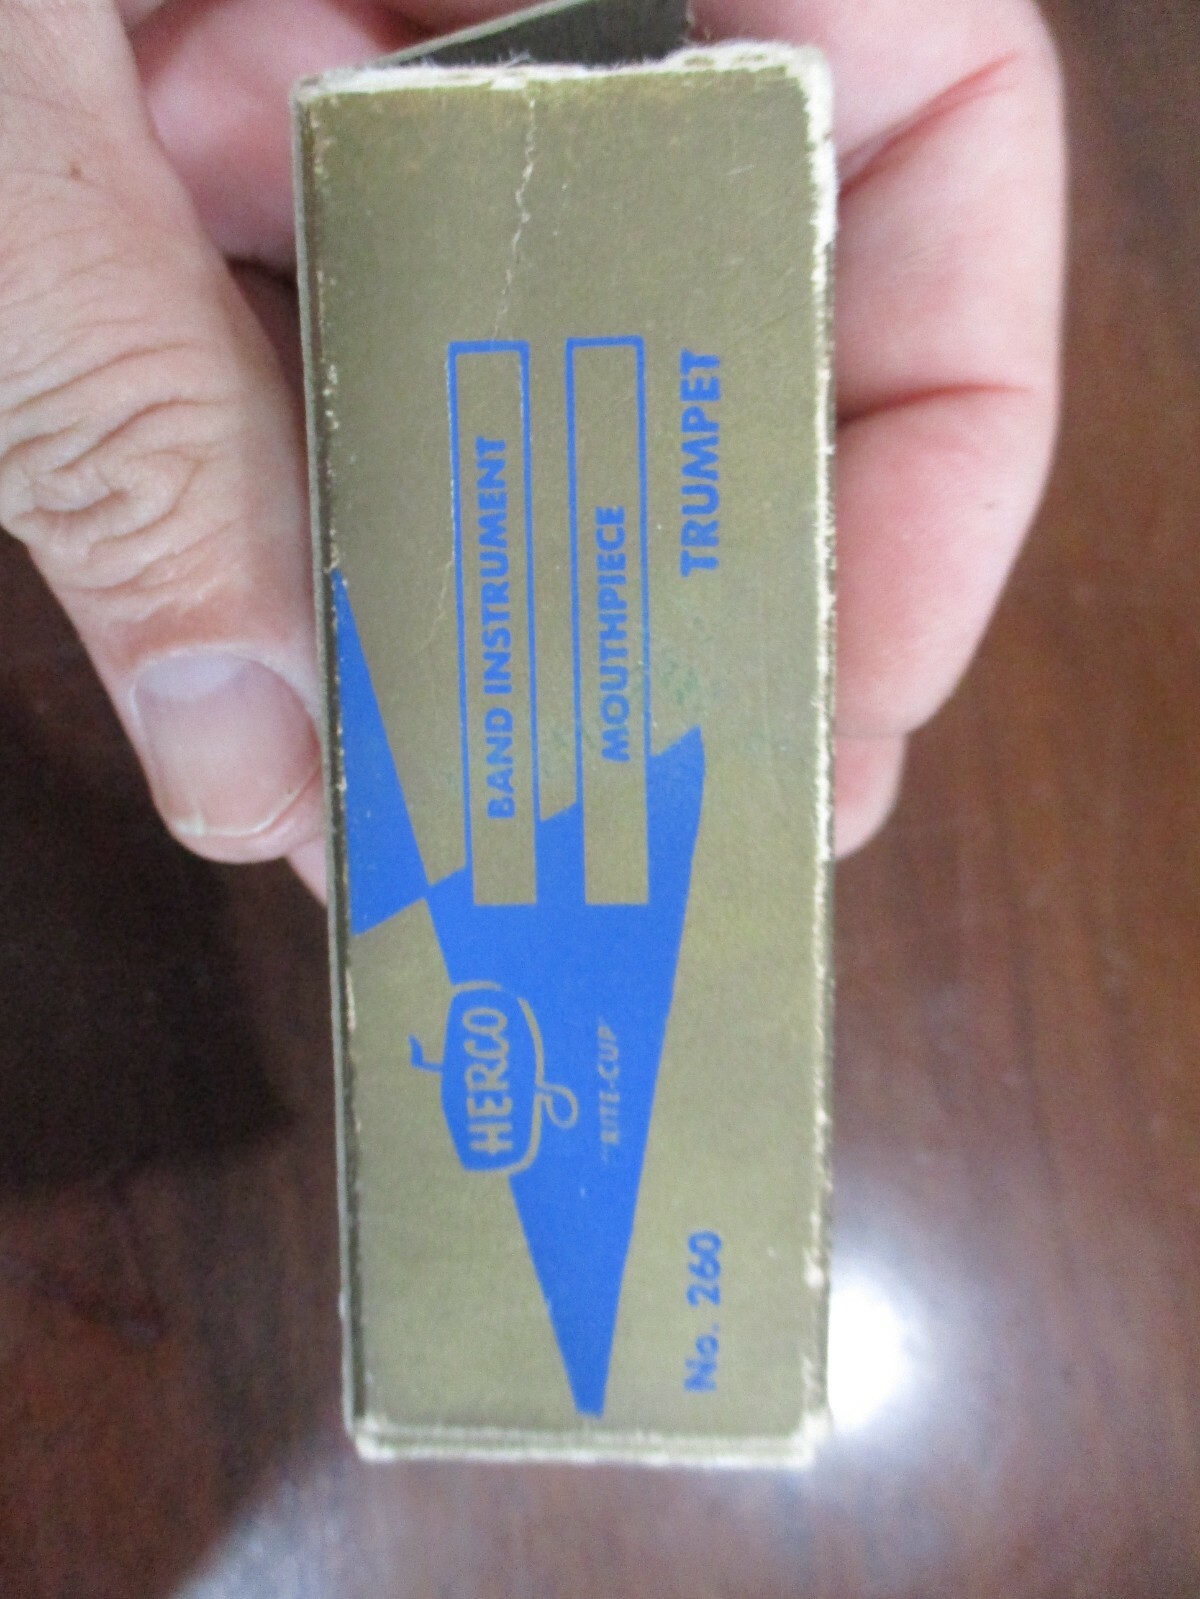 HERCO
"RITE-CUP"
BAND INSTRUMENT
MOUTHPIECE
No. 260
TRUMPET